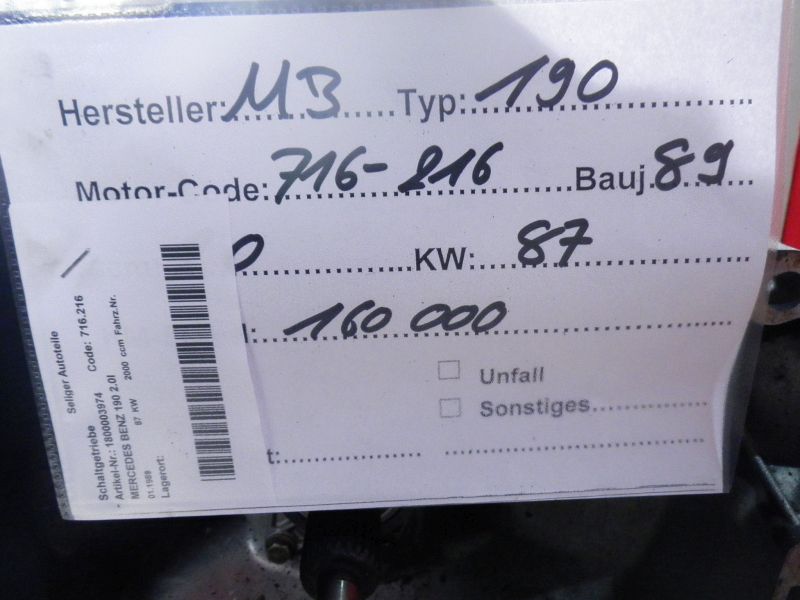 Hersteller: MB Typ: 190
Motor-Code: 716-216 Bauj. 89
0 KW: 87
160 000
Unfall
Sonstiges
t:
Seliger Autoteile
Schaltgetriebe Code: 716.216
Artikel-Nr.: 1800003974
MERCEDES BENZ 190 2.0l
87 KW 2000 ccm Fahrz.Nr.
01.1989
Lagerort: